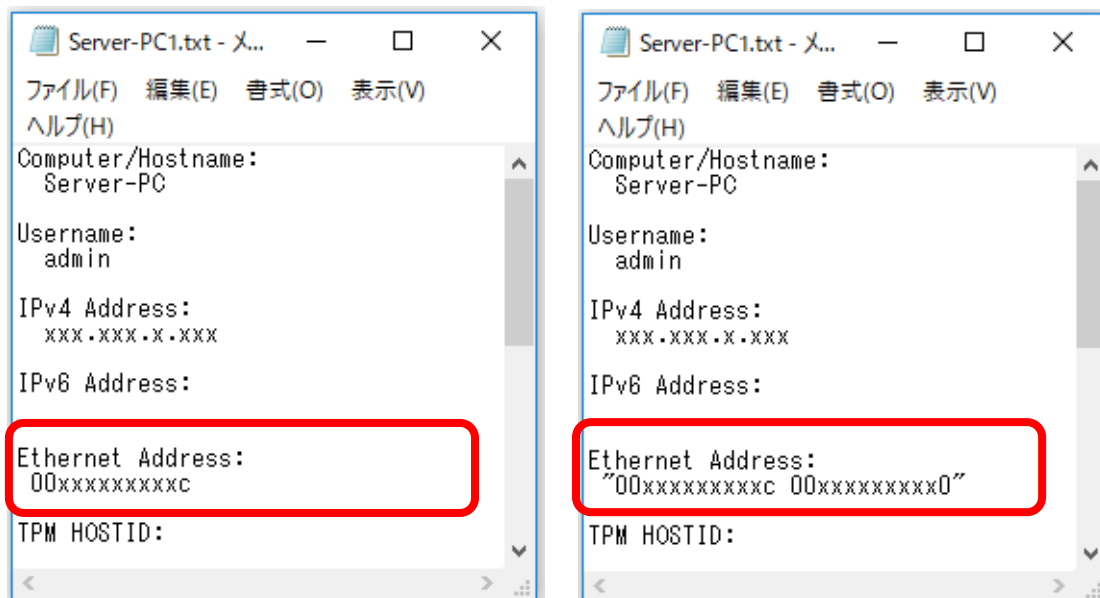 Server-PC1.txt - メ...
ファイル(F) 編集(E) 書式(O) 表示(V)
ヘルプ(H)
Computer/Hostname:
Server-PC
Username:
admin
IPv4 Address:
xxx.xxx.x.xxx
IPv6 Address:
Ethernet Address:
00xxxxxxxxxc
TPM HOSTID:
Server-PC1.txt - メ...
ファイル(F) 編集(E) 書式(O) 表示(V)
ヘルプ(H)
Computer/Hostname:
Server-PC
Username:
admin
IPv4 Address:
xxx.xxx.x.xxx
IPv6 Address:
Ethernet Address:
"00xxxxxxxxxc 00xxxxxxxxx0"
TPM HOSTID: